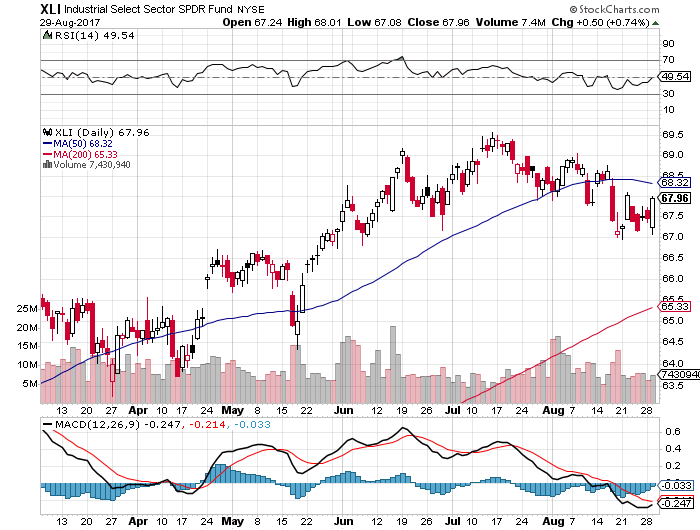 XLI Industrial Select Sector SPDR Fund NYSE © StockCharts.com
29-Aug-2017 Open 67.24 High 68.01 Low 67.08 Close 67.96 Volume 7.4M Chg +0.50 (+0.74%)
RSI(14) 49.54
90
70
49.54
30
10
XLI (Daily) 67.96
MA(50) 68.32
MA(200) 65.33
Volume 7,430,940
69.5
69.0
68.5
68.32
67.96
67.5
67.0
66.5
66.0
65.5
65.33
65.0
64.5
64.0
7430940
63.5
25M
20M
15M
10M
5M
13 20 27 Apr 10 17 24 May 8 15 22 Jun 12 19 26 Jul 10 17 24 Aug 7 14 21 28
MACD(12,26,9) -0.247, -0.214, -0.033
0.6
0.4
0.2
-0.033
-0.247
13 20 27 Apr 10 17 24 May 8 15 22 Jun 12 19 26 Jul 10 17 24 Aug 7 14 21 28